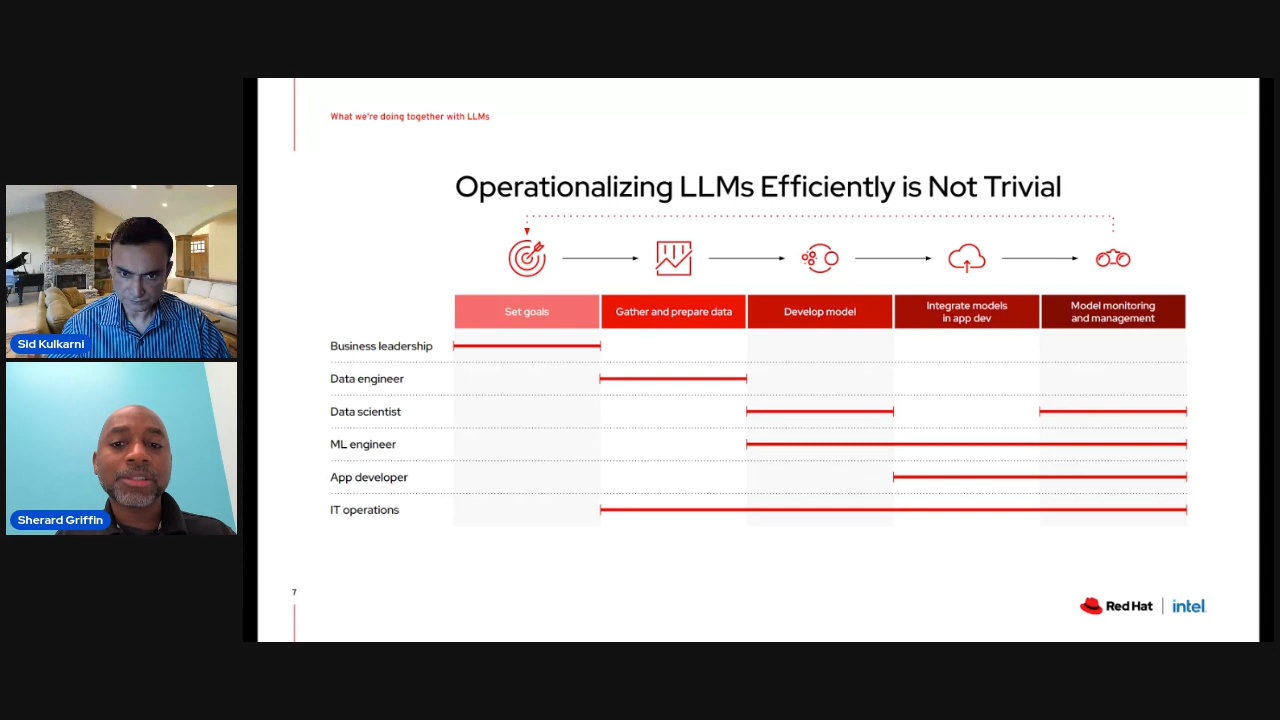 What we're doing together with LLMs
Operationalizing LLMs Efficiently is Not Trivial
Set goals
Gather and prepare data
Develop model
Integrate models
in app dev
Model monitoring
and management
Business leadership
Data engineer
Data scientist
ML engineer
App developer
IT operations
Sid Kulkarni
Sherard Griffin
7
Red Hat
intel